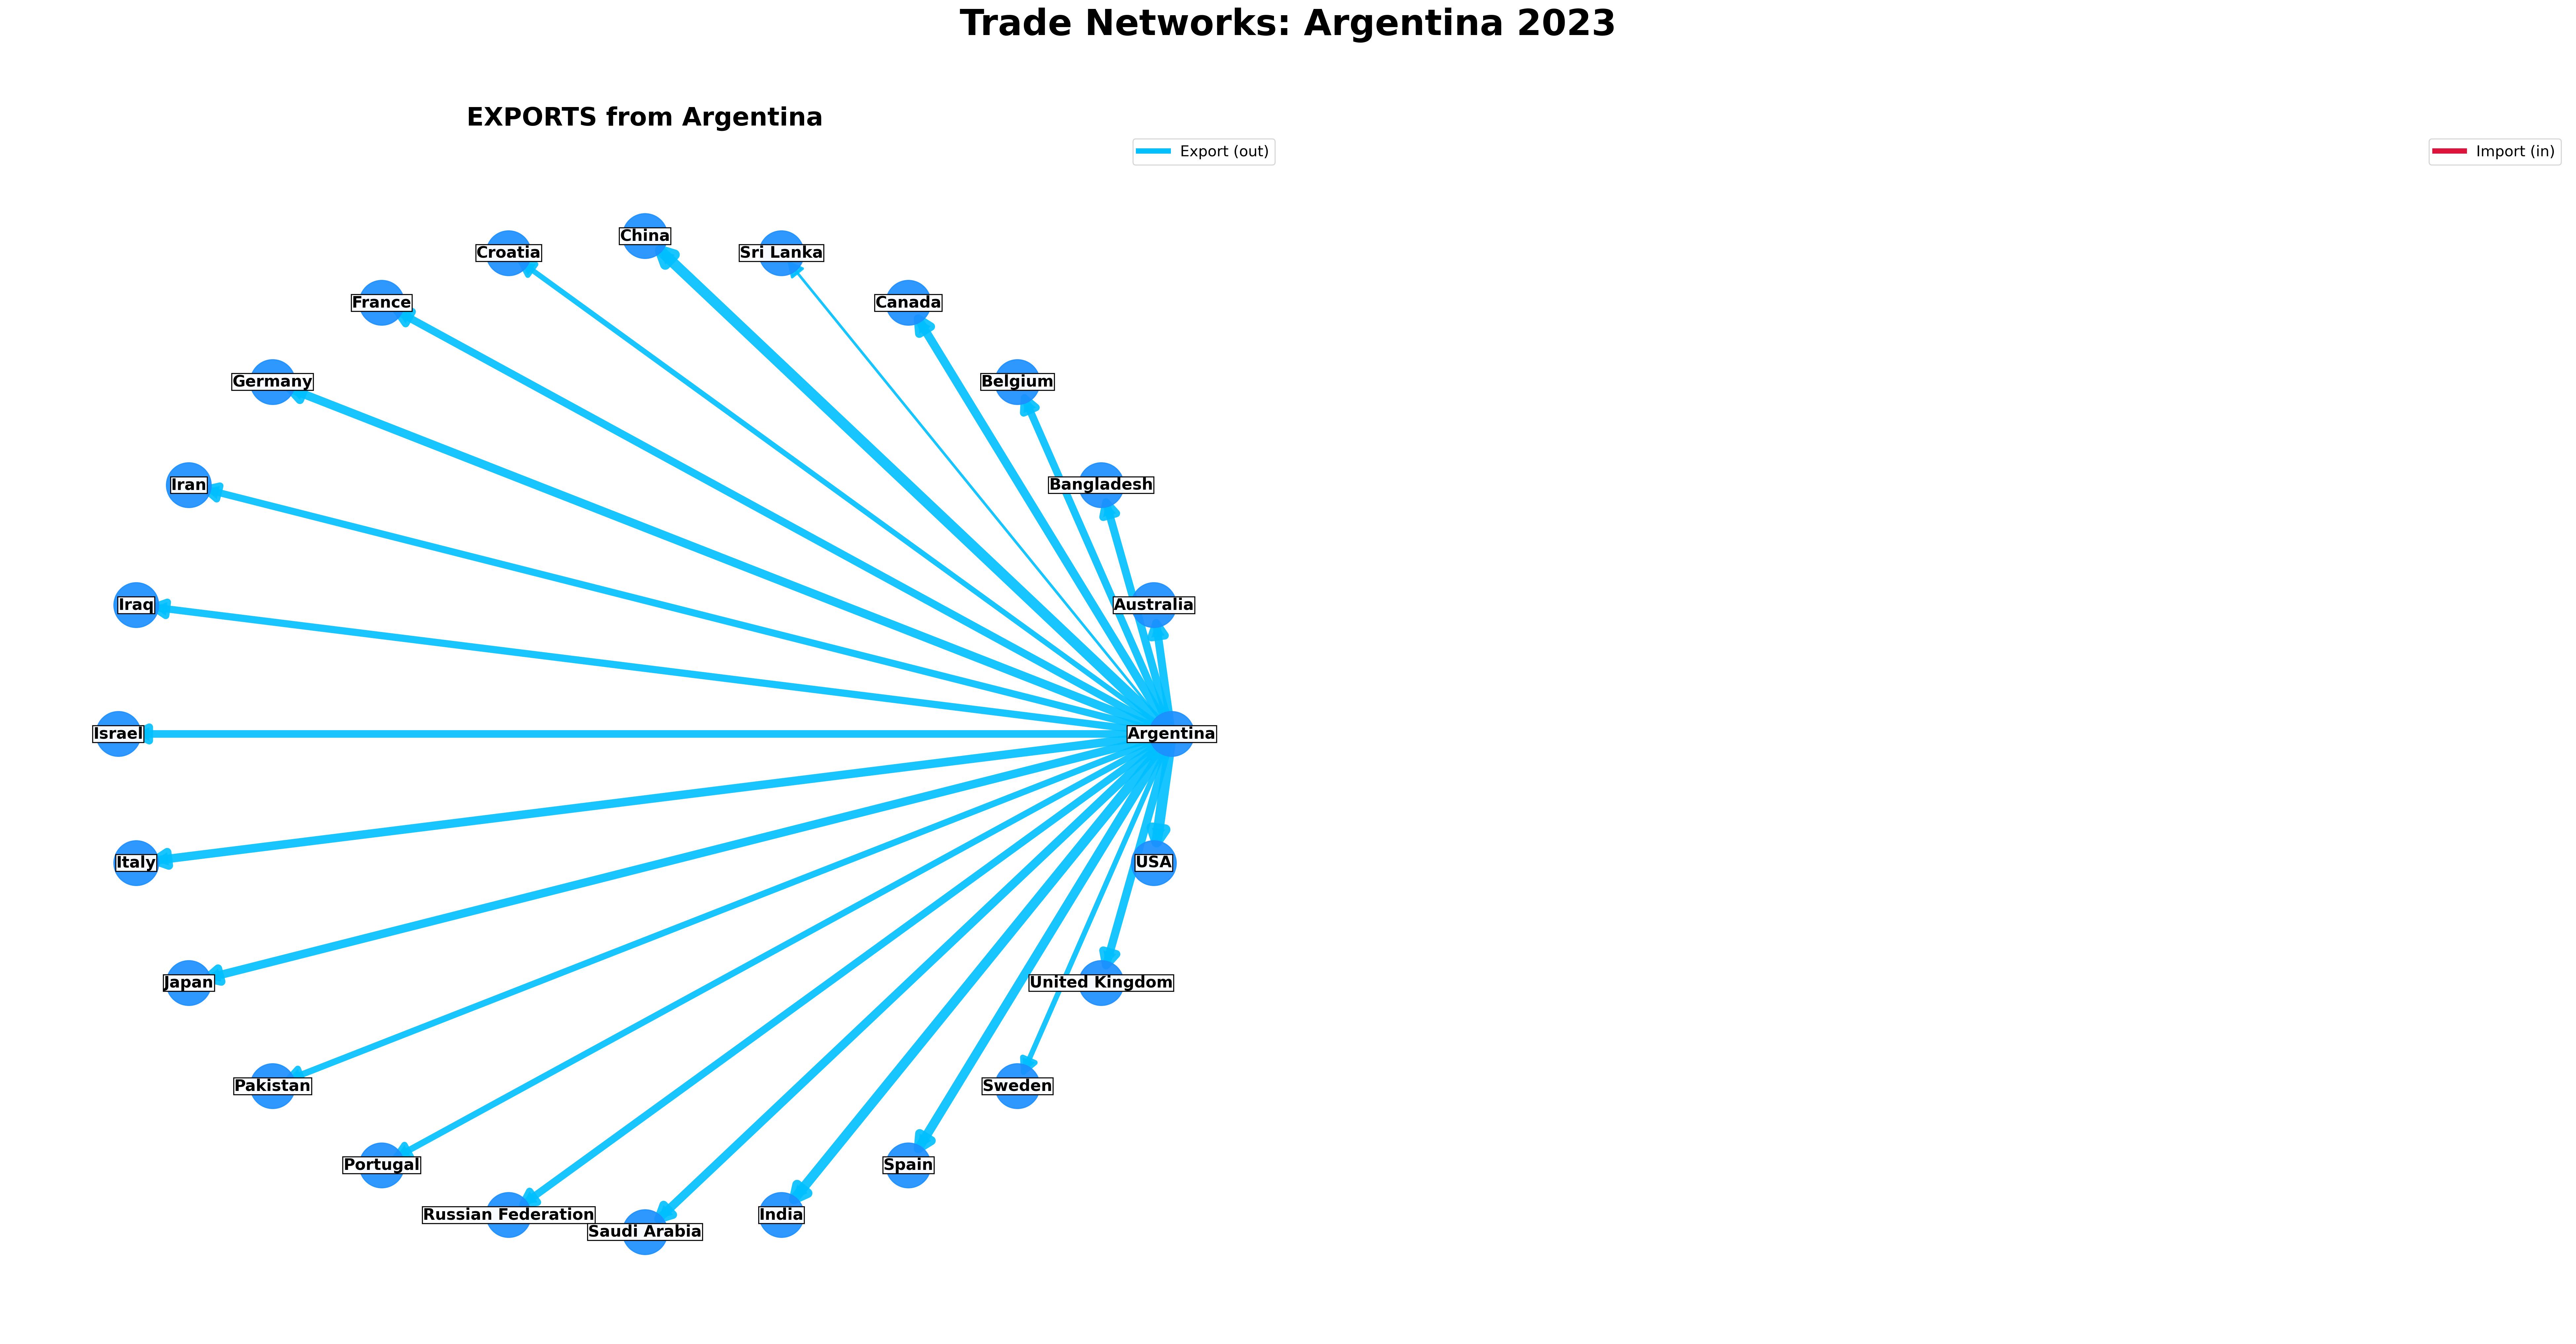 Trade Networks: Argentina 2023
EXPORTS from Argentina
Export (out)
Import (in)
China
Croatia
Sri Lanka
France
Canada
Germany
Belgium
Iran
Bangladesh
Iraq
Australia
Israel
Argentina
Italy
USA
Japan
United Kingdom
Pakistan
Sweden
Portugal
Spain
Russian Federation
India
Saudi Arabia